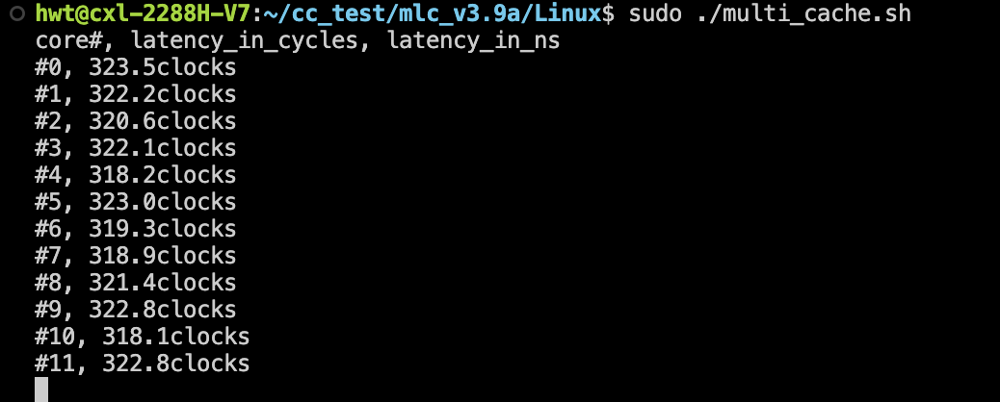 hwt@cxl-2288H-V7:~/cc_test/mlc_v3.9a/Linux$ sudo ./multi_cache.sh
core#, latency_in_cycles, latency_in_ns
#0, 323.5clocks
#1, 322.2clocks
#2, 320.6clocks
#3, 322.1clocks
#4, 318.2clocks
#5, 323.0clocks
#6, 319.3clocks
#7, 318.9clocks
#8, 321.4clocks
#9, 322.8clocks
#10, 318.1clocks
#11, 322.8clocks